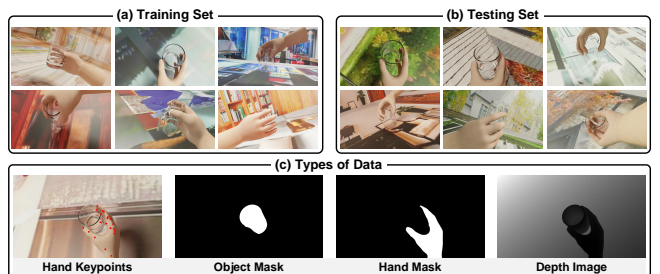 (a) Training Set
(b) Testing Set
(c) Types of Data
Hand Keypoints
Object Mask
Hand Mask
Depth Image